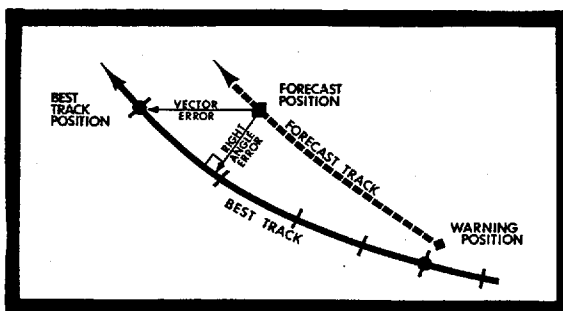 BEST
TRACK
POSITION
VECTOR
ERROR
FORECAST
POSITION
RIGHT
ANGLE
ERROR
FORECAST TRACK
BEST TRACK
WARNING
POSITION